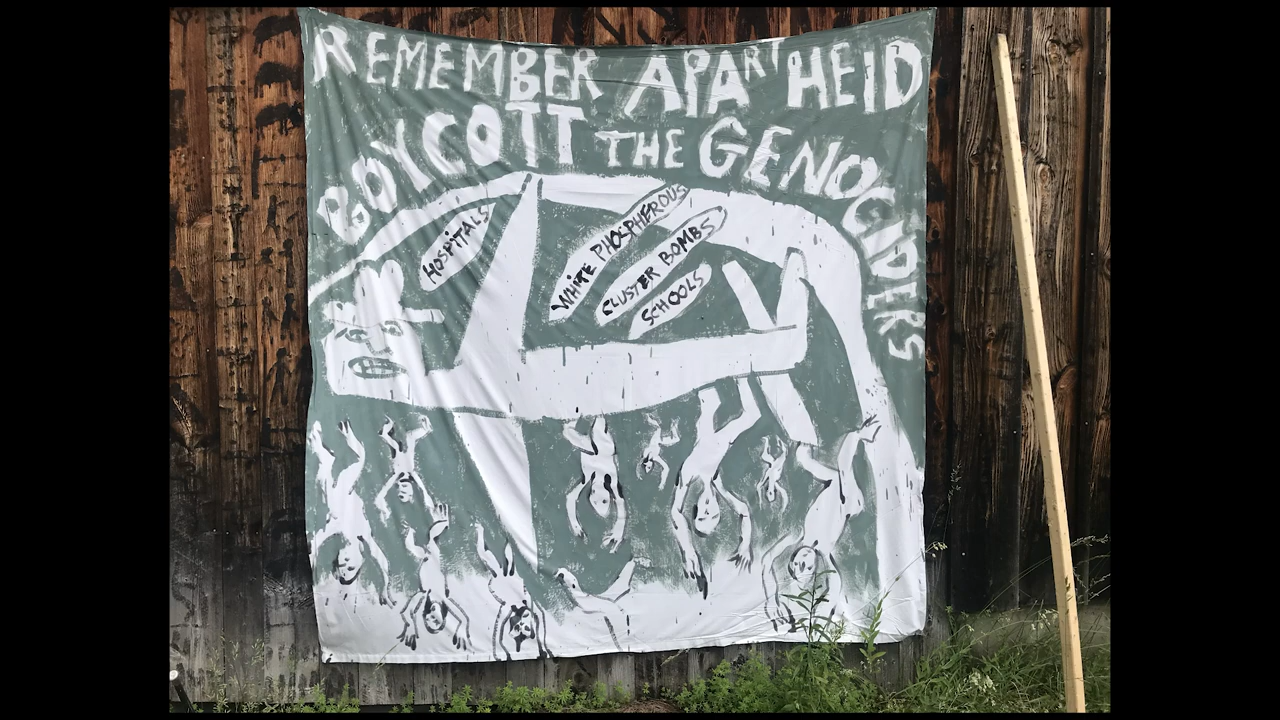 REMEMBER APARTHEID
BOYCOTT THE GENOCIDERS
HOSPITALS
WHITE PHOSPHEROUS
CLUSTER BOMBS
SCHOOLS